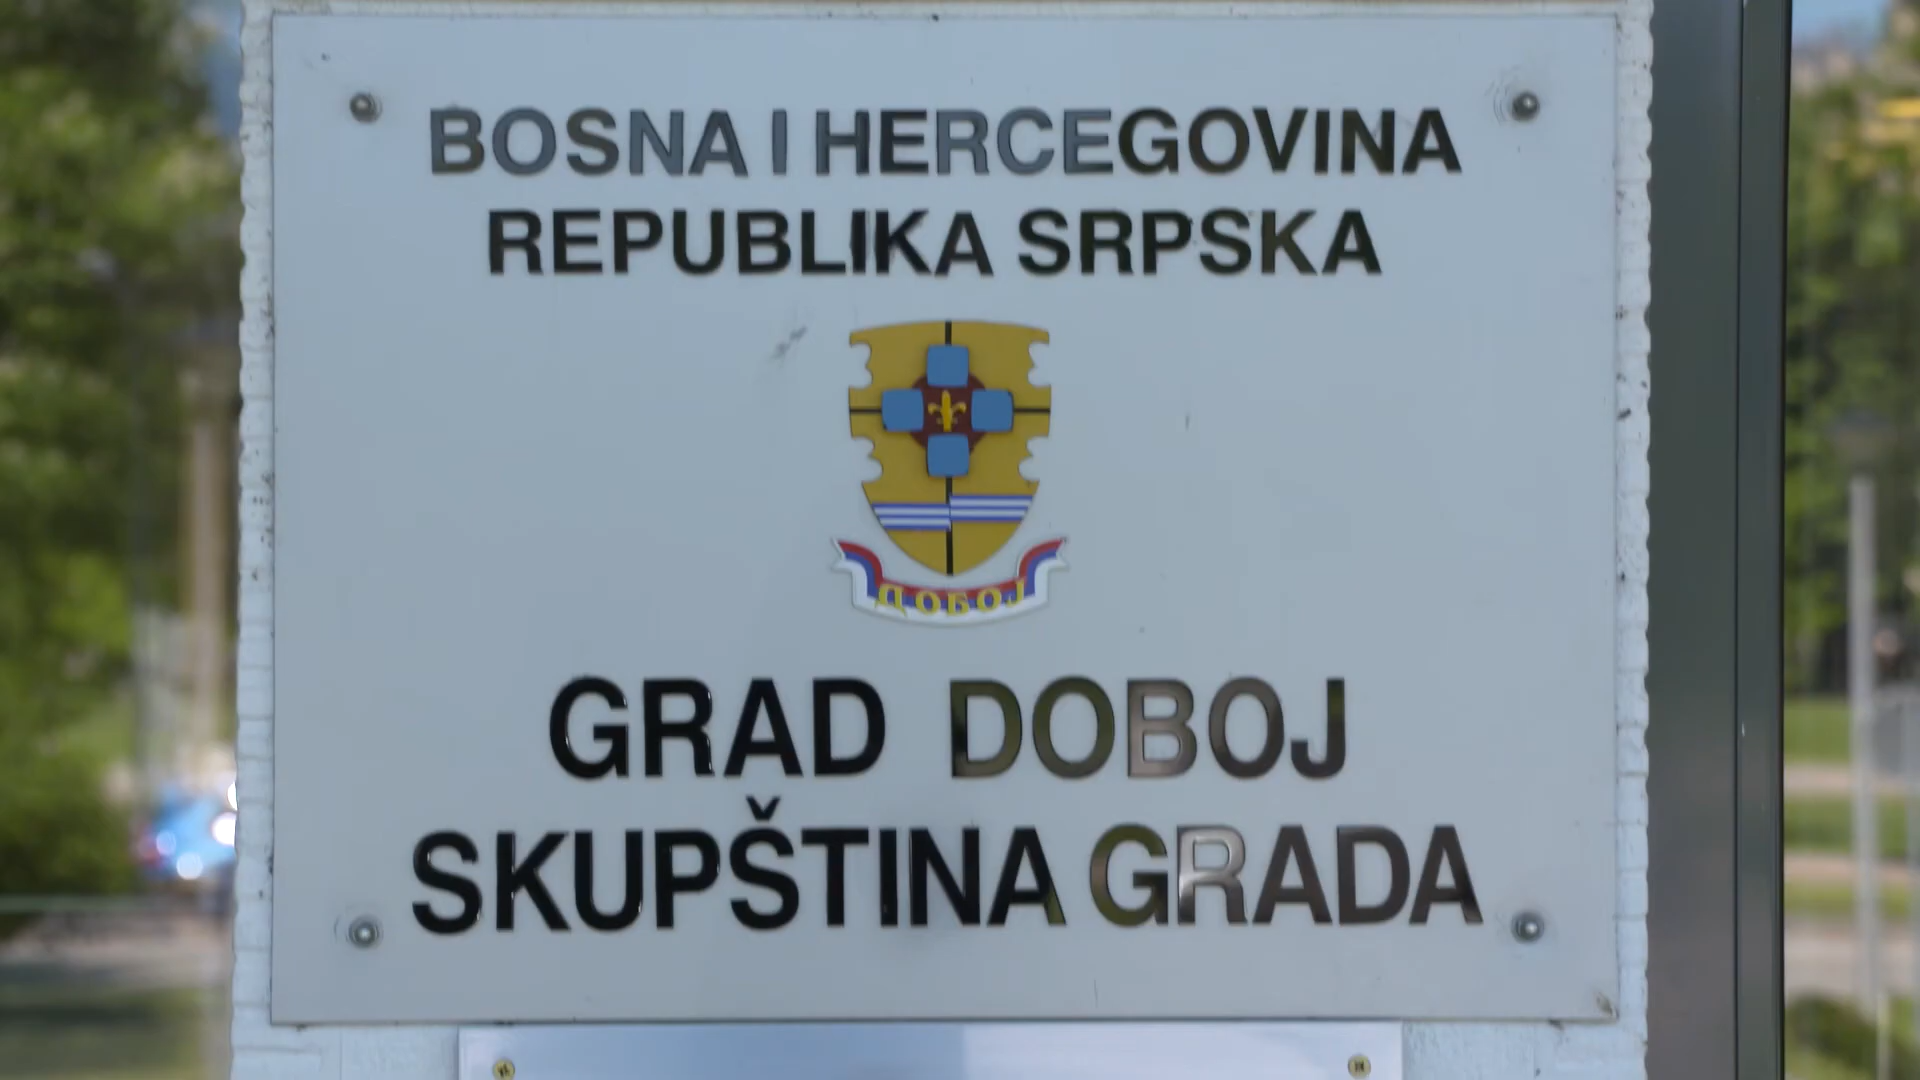 BOSNA I HERCEGOVINA
REPUBLIKA SRPSKA
ДОБОЈ
GRAD DOBOJ
SKUPŠTINA GRADA